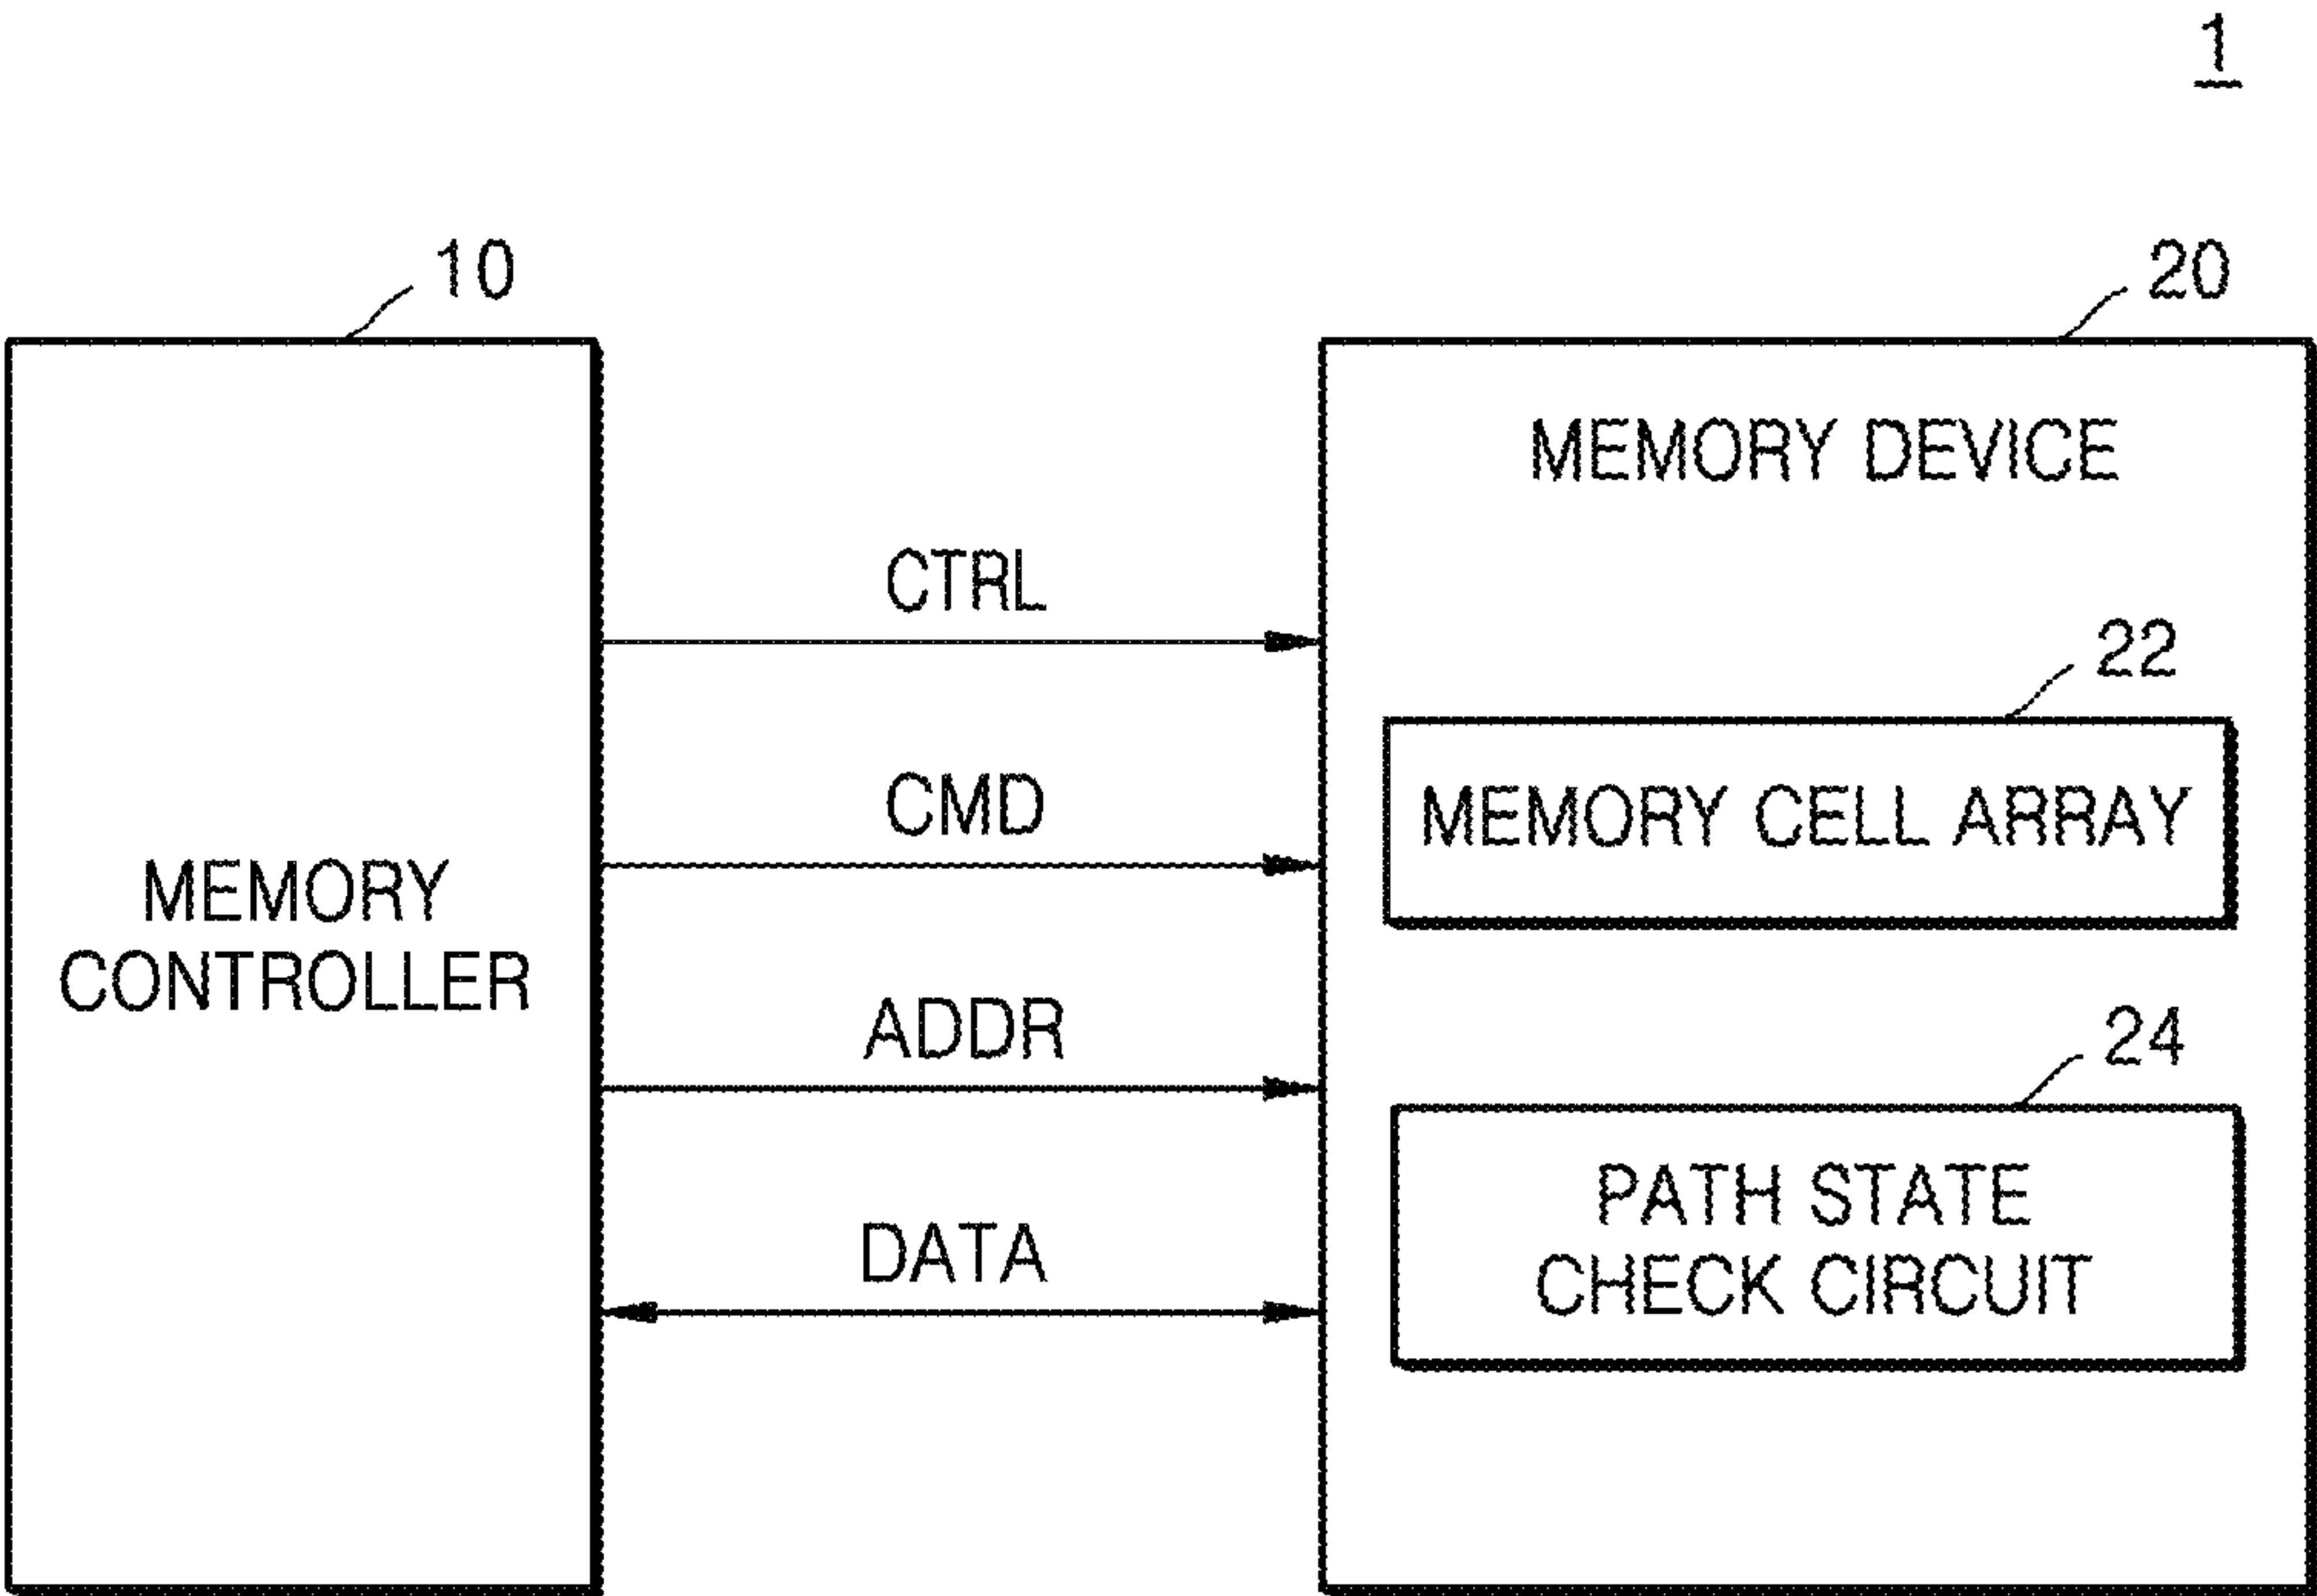 1
10
20
MEMORY DEVICE
CTRL
22
CMD
MEMORY CELL ARRAY
MEMORY
CONTROLLER
ADDR
24
PATH STATE
CHECK CIRCUIT
DATA